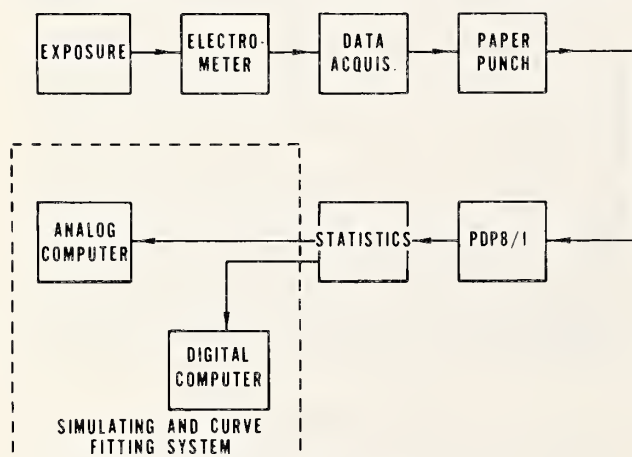 EXPOSURE
ELECTRO-
METER
DATA
ACQUIS.
PAPER
PUNCH
ANALOG
COMPUTER
STATISTICS
PDP8/I
DIGITAL
COMPUTER
SIMULATING AND CURVE
FITTING SYSTEM